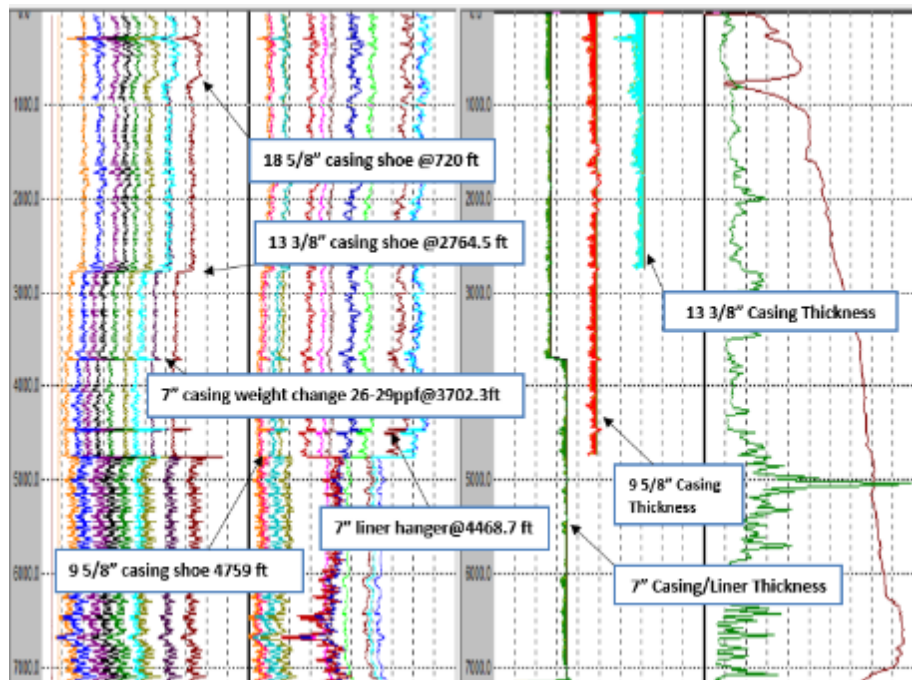 0.0
0.0
1000.0
1000.0
18 5/8" casing shoe @720 ft
2000.0
2000.0
13 3/8" casing shoe @2764.5 ft
3000.0
3000.0
13 3/8" Casing Thickness
7" casing weight change 26-29ppf@3702.3ft
4000.0
4000.0
5000.0
5000.0
9 5/8" Casing
Thickness
7" liner hanger@4468.7 ft
9 5/8" casing shoe 4759 ft
7" Casing/Liner Thickness
6000.0
6000.0
7000.0
7000.0